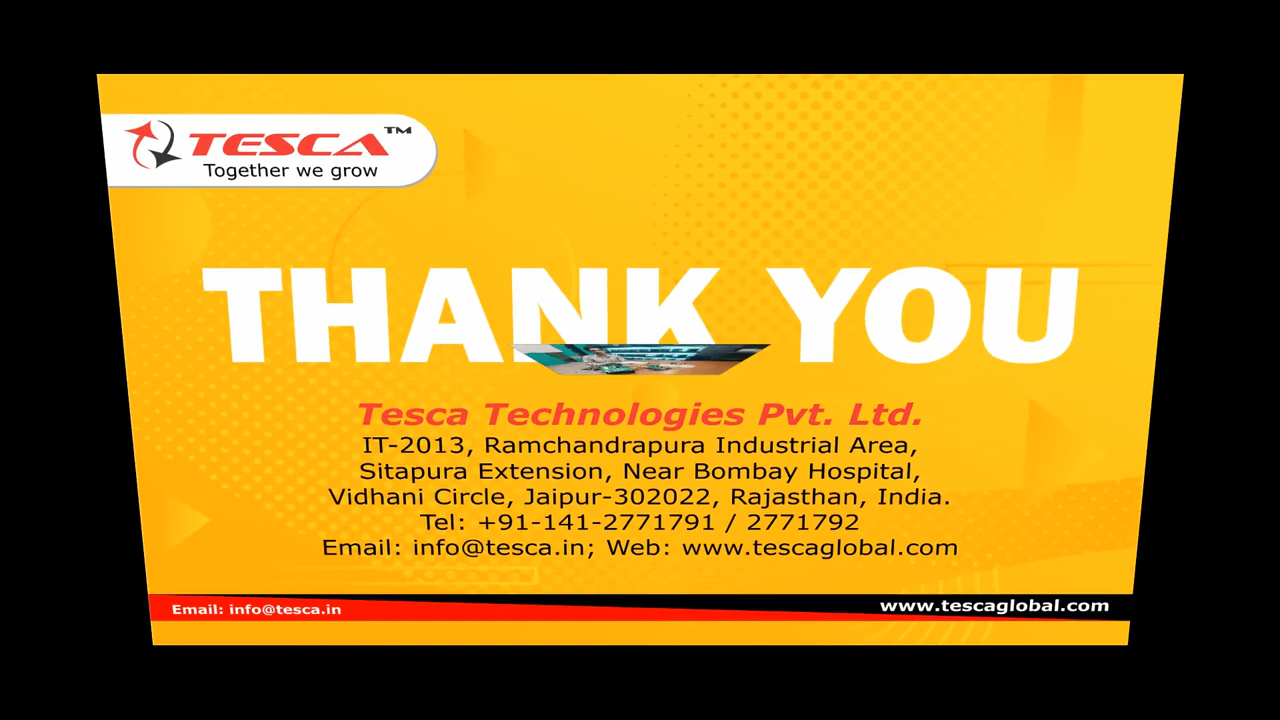 TESCA™
Together we grow
THANK YOU
Tesca Technologies Pvt. Ltd.
IT-2013, Ramchandrapura Industrial Area,
Sitapura Extension, Near Bombay Hospital,
Vidhani Circle, Jaipur-302022, Rajasthan, India.
Tel: +91-141-2771791 / 2771792
Email: info@tesca.in; Web: www.tescaglobal.com
Email: info@tesca.in
www.tescaglobal.com